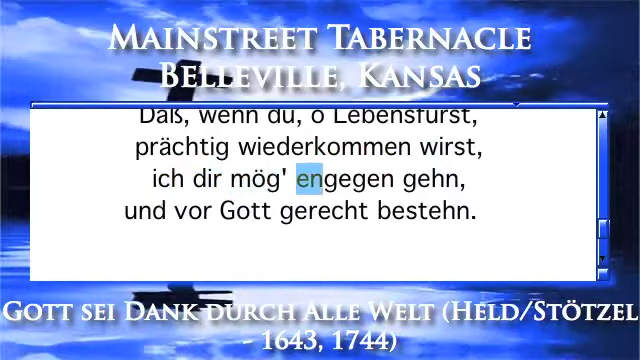 Mainstreet Tabernacle
Belleville, Kansas
Daß, wenn du, o Lebensfürst,
prächtig wiederkommen wirst,
ich dir mög' engegen gehn,
und vor Gott gerecht bestehn.
Gott sei Dank durch Alle Welt (Held/Stötzel
- 1643, 1744)